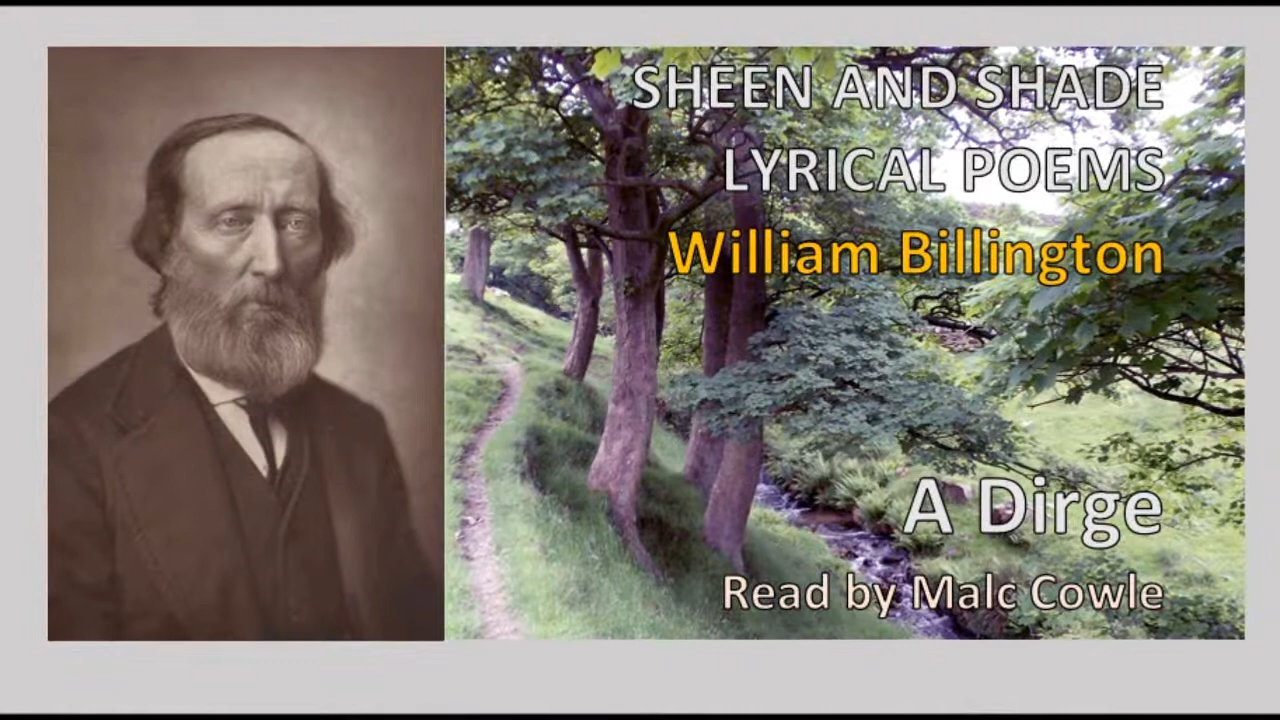 SHEEN AND SHADE
LYRICAL POEMS
William Billington
A Dirge
Read by Malc Cowle